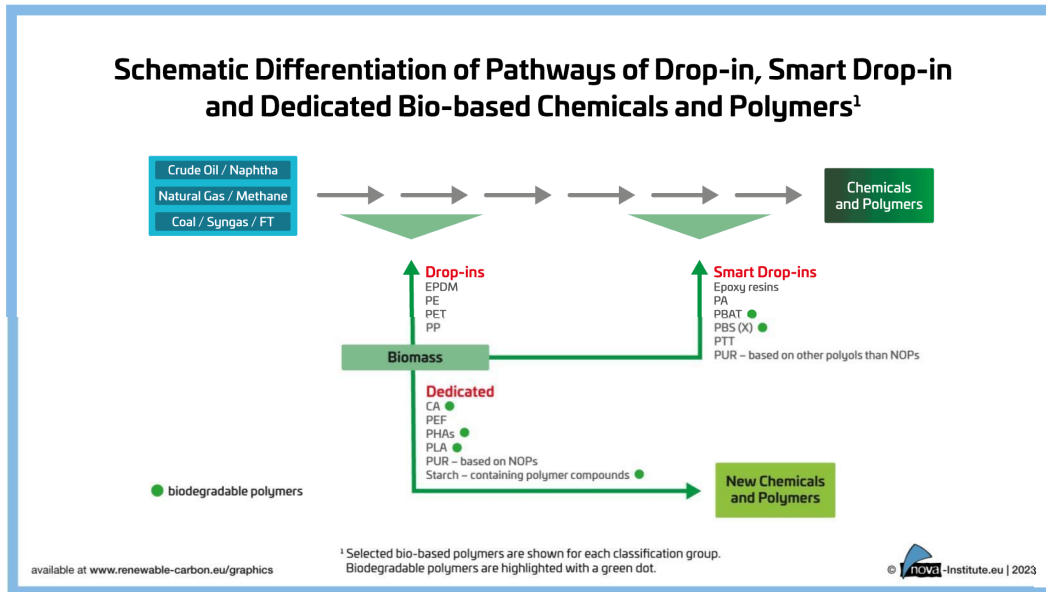 Schematic Differentiation of Pathways of Drop-in, Smart Drop-in
and Dedicated Bio-based Chemicals and Polymers¹
Crude Oil / Naphtha
Natural Gas / Methane
Coal / Syngas / FT
Chemicals
and Polymers
Drop-ins
EPDM
PE
PET
PP
Smart Drop-ins
Epoxy resins
PA
PBAT
PBS (X)
PTT
PUR – based on other polyols than NOPs
Biomass
Dedicated
CA
PEF
PHAs
PLA
PUR – based on NOPs
Starch – containing polymer compounds
New Chemicals
and Polymers
biodegradable polymers
¹ Selected bio-based polymers are shown for each classification group.
Biodegradable polymers are highlighted with a green dot.
available at www.renewable-carbon.eu/graphics
© nova-Institute.eu | 2023